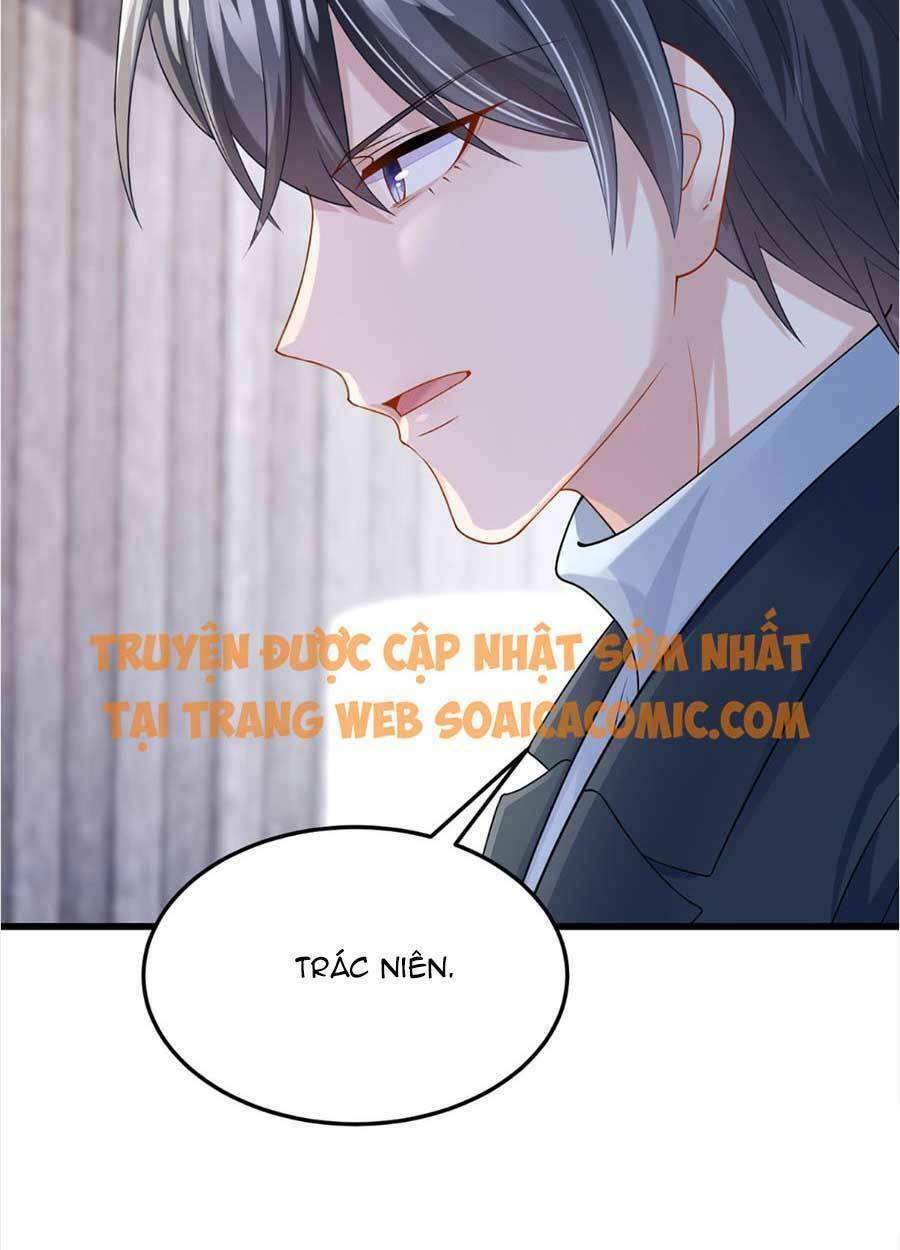 TRUYỆN ĐƯỢC CẬP NHẬT SỚM NHẤT
TẠI TRANG WEB SOAICACOMIC.COM
TRÁC NIÊN.